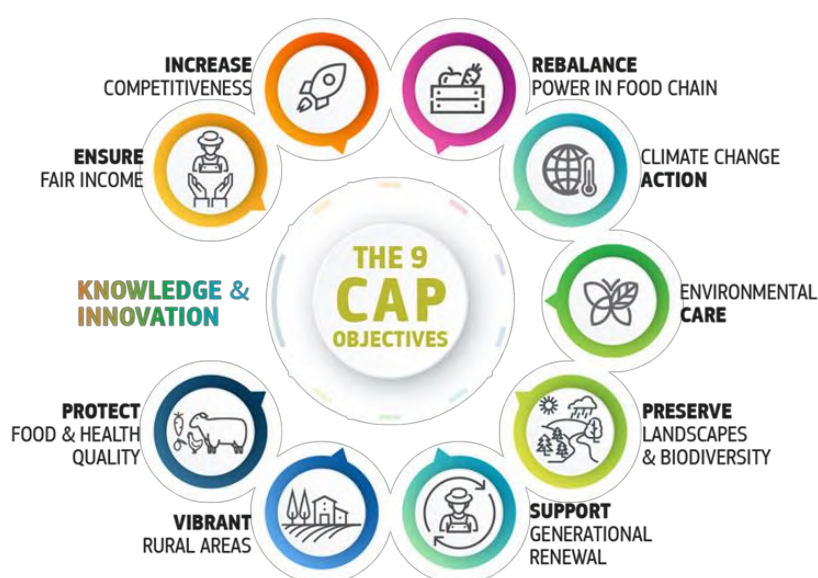 INCREASE
COMPETITIVENESS
REBALANCE
POWER IN FOOD CHAIN
ENSURE
FAIR INCOME
CLIMATE CHANGE
ACTION
THE 9
CAP
OBJECTIVES
KNOWLEDGE &
INNOVATION
ENVIRONMENTAL
CARE
PROTECT
FOOD & HEALTH
QUALITY
PRESERVE
LANDSCAPES
& BIODIVERSITY
VIBRANT
RURAL AREAS
SUPPORT
GENERATIONAL
RENEWAL